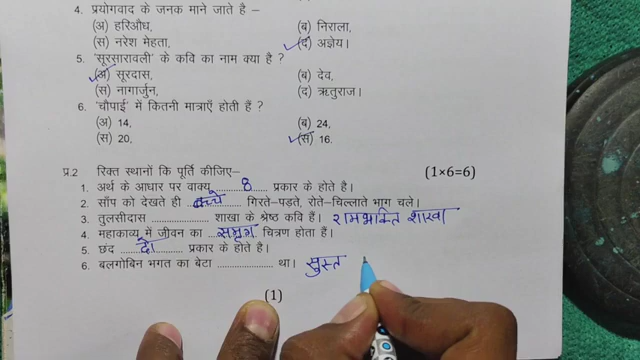 4. प्रयोगवाद के जनक माने जाते है –
(अ) हरिऔध, (ब) निराला,
(स) नरेश मेहता, (द) अज्ञेय।
5. 'सूरसारावली' के कवि का नाम क्या है ?
(अ) सूरदास, (ब) देव,
(स) नागार्जुन, (द) ऋतुराज।
6. 'चौपाई' में कितनी मात्राएँ होती हैं ?
(अ) 14, (ब) 24,
(स) 20, (स) 16.
प्र.2 रिक्त स्थानों कि पूर्ति कीजिए– (1×6=6)
1. अर्थ के आधार पर वाक्य ....8.... प्रकार के होते है।
2. साँप को देखते ही ..बच्चे.. गिरते-पड़ते, रोते-चिल्लाते भाग चले।
3. तुलसीदास .................... शाखा के श्रेष्ठ कवि हैं। रामभक्ति शाखा
4. महाकाव्य में जीवन का ...समग्र... चित्रण होता हैं।
5. छंद ....दो.... प्रकार के होते है।
6. बलगोबिन भगत का बेटा .................... था। सुस्त
(1)